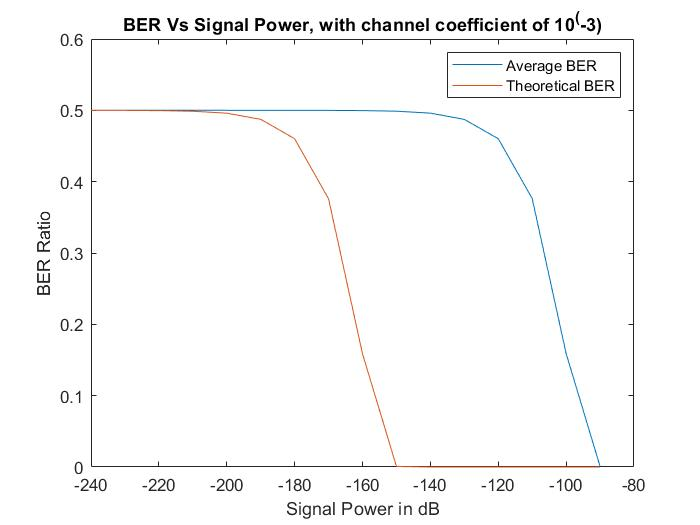 BER Vs Signal Power, with channel coefficient of 10(-3)
0.6
0.5
0.4
0.3
0.2
0.1
0
BER Ratio
Average BER
Theoretical BER
-240 -220 -200 -180 -160 -140 -120 -100 -80
Signal Power in dB